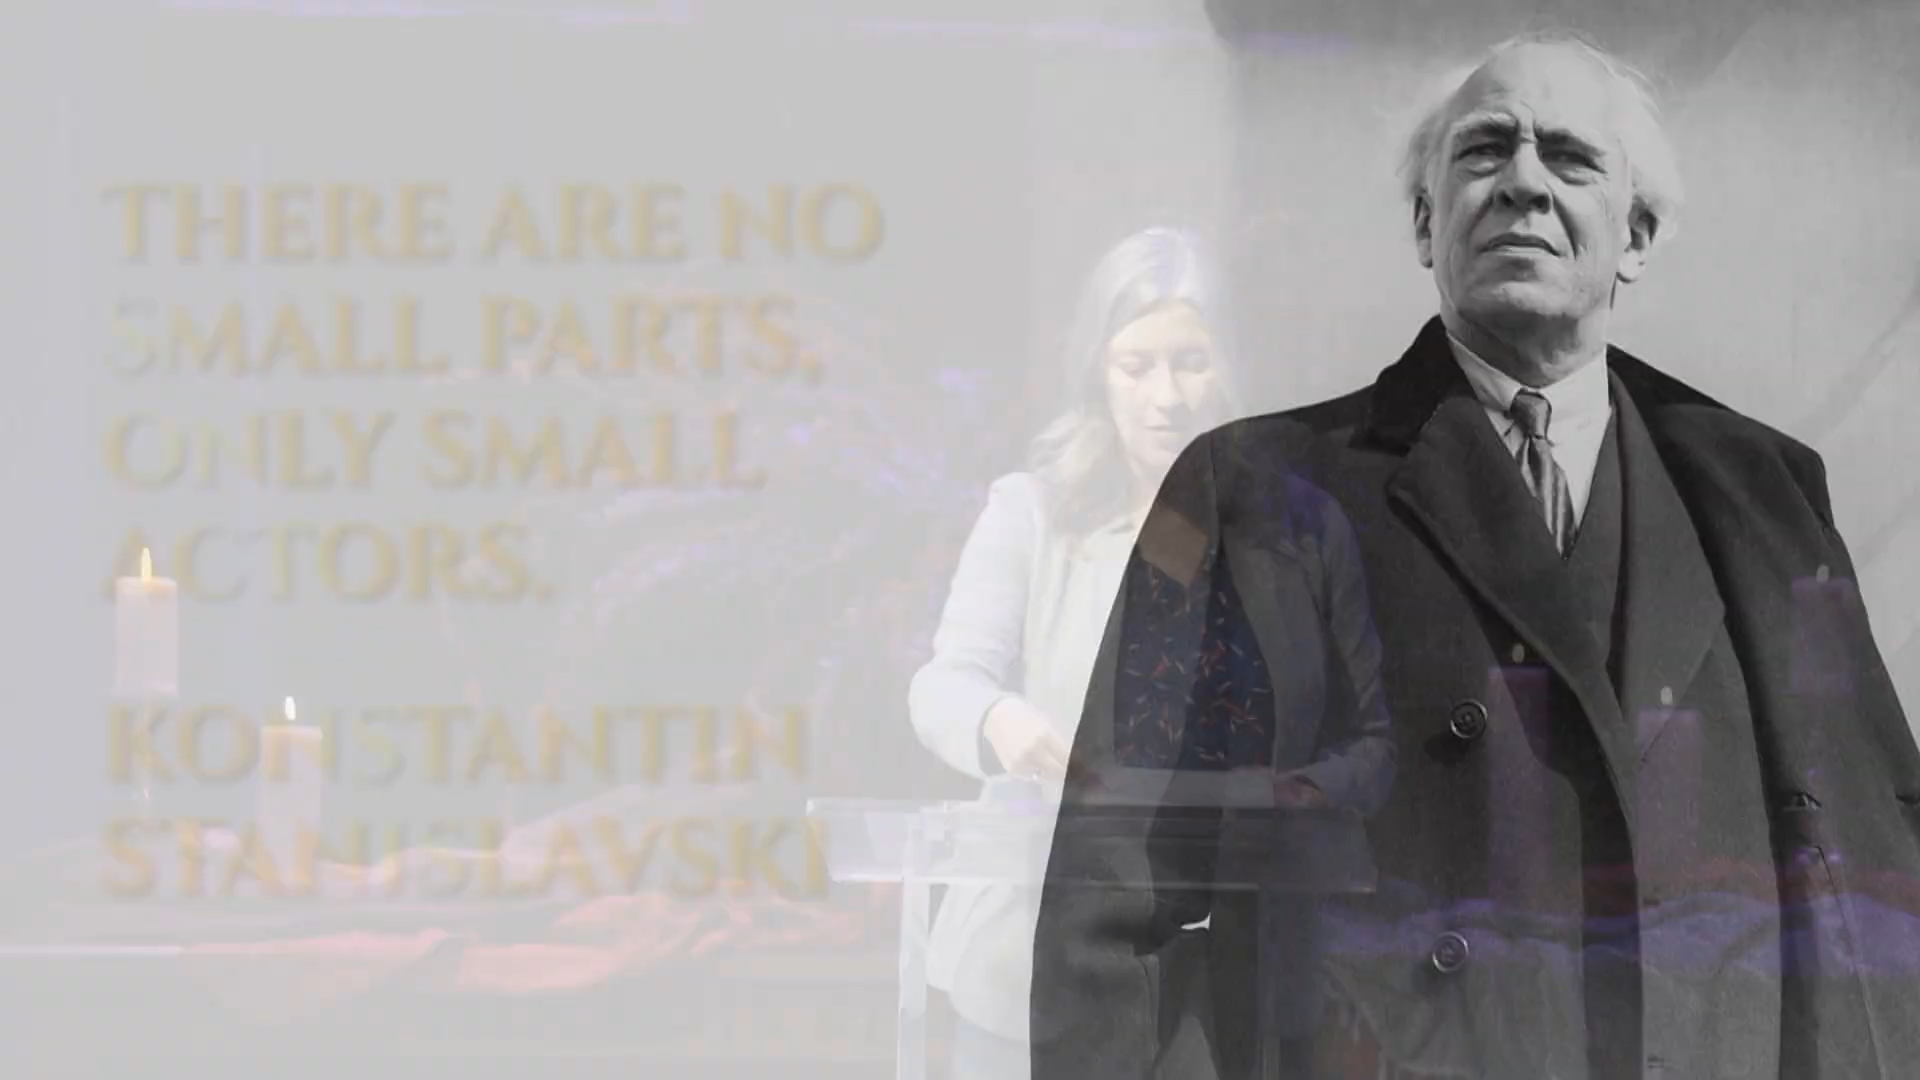 THERE ARE NO
SMALL PARTS,
ONLY SMALL
ACTORS.
KONSTANTIN
STANISLAVSKI